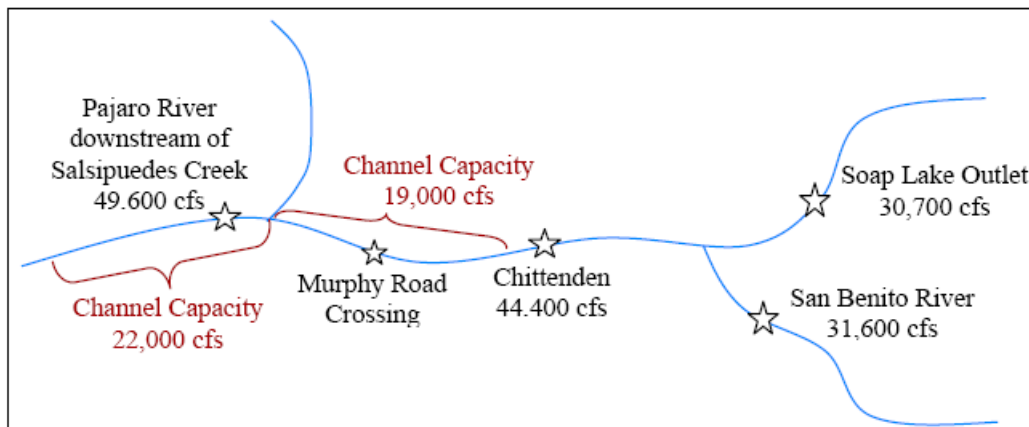 Pajaro River
downstream of
Salsipuedes Creek
49.600 cfs
Channel Capacity
19,000 cfs
Soap Lake Outlet
30,700 cfs
Channel Capacity
22,000 cfs
Murphy Road
Crossing
Chittenden
44.400 cfs
San Benito River
31,600 cfs